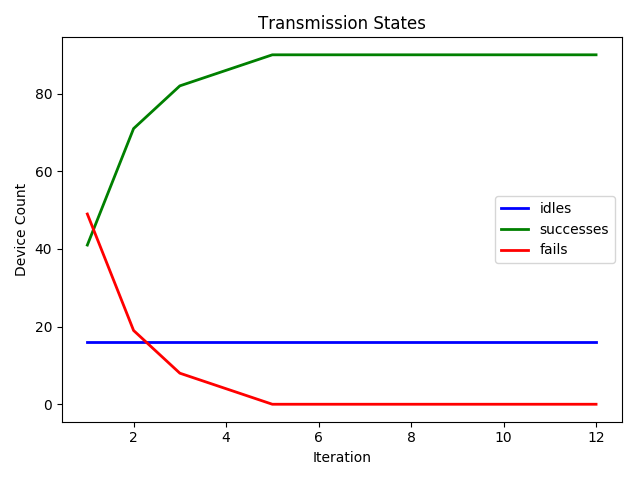 Transmission States
Device Count
80
60
40
20
0
idles
successes
fails
2 4 6 8 10 12
Iteration